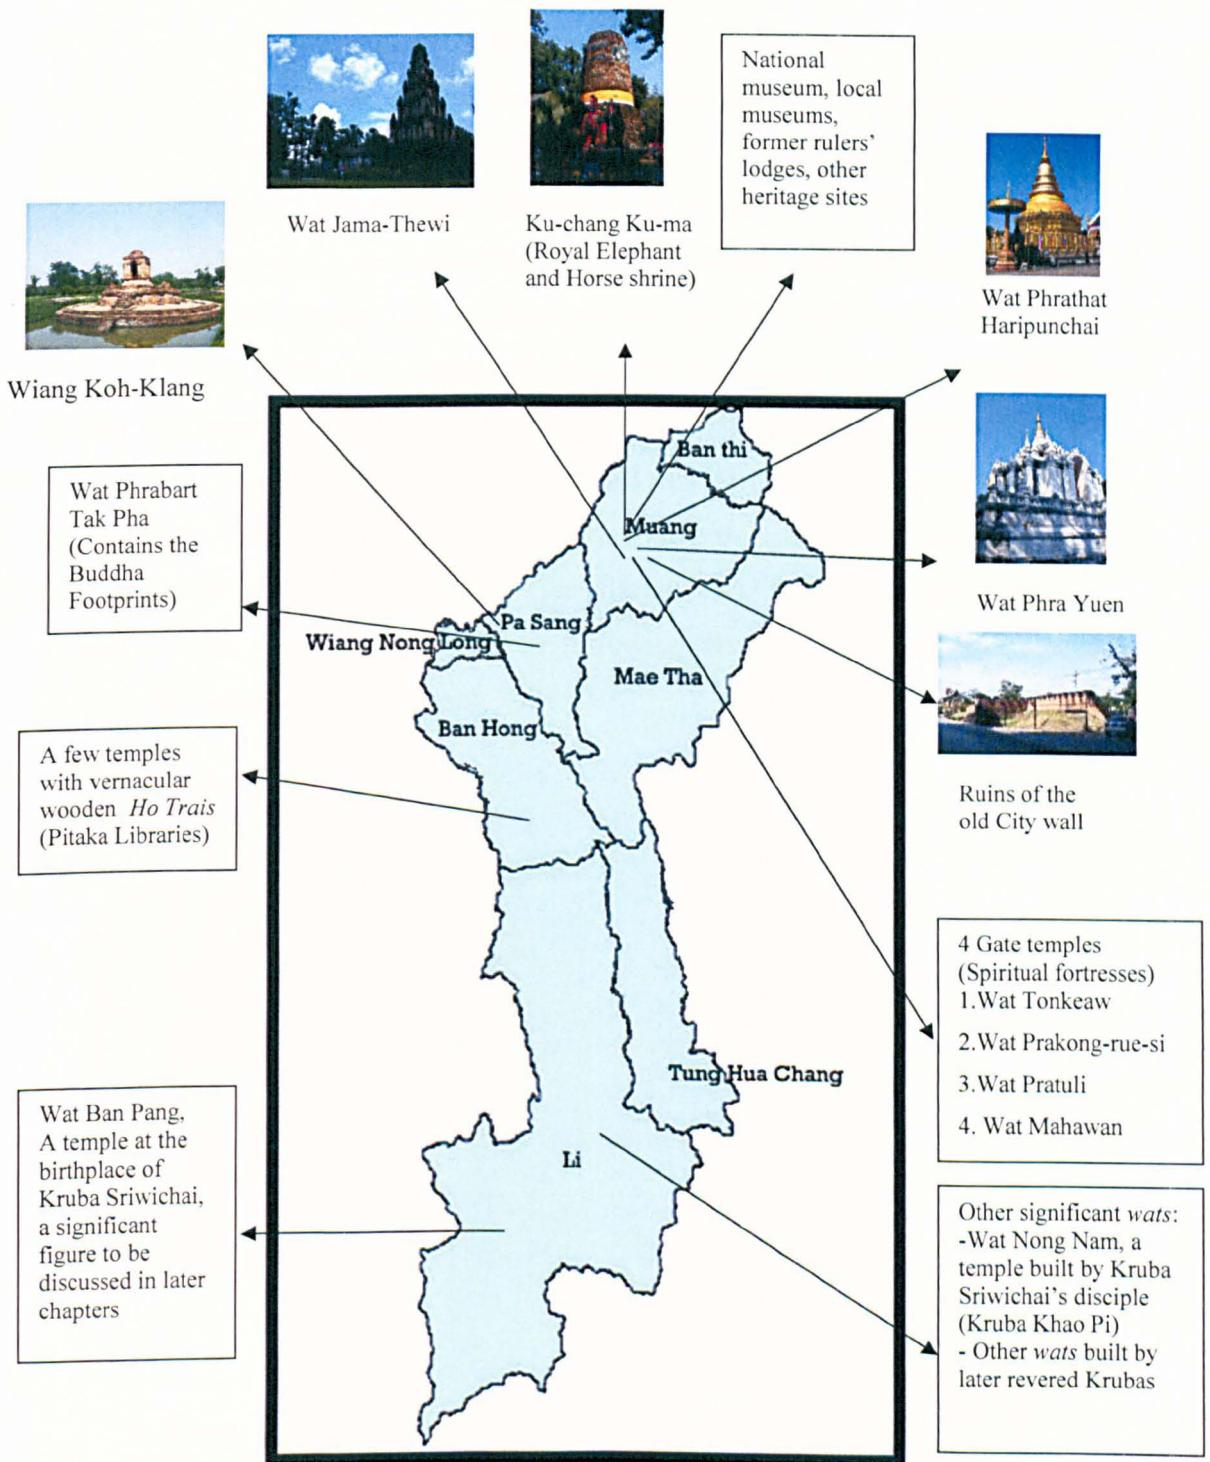 National
museum, local
museums,
former rulers'
lodges, other
heritage sites
Wat Jama-Thewi
Ku-chang Ku-ma
(Royal Elephant
and Horse shrine)
Wat Phrathat
Haripunchai
Wiang Koh-Klang
Ban thi
Wat Phrabart
Tak Pha
(Contains the
Buddha
Footprints)
Muang
Wat Phra Yuen
Pa Sang
Wiang Nong Long
Mae Tha
Ban Hong
A few temples
with vernacular
wooden Ho Trais
(Pitaka Libraries)
Ruins of the
old City wall
4 Gate temples
(Spiritual fortresses)
1.Wat Tonkeaw
2.Wat Prakong-rue-si
3.Wat Pratuli
4. Wat Mahawan
Tung Hua Chang
Wat Ban Pang,
A temple at the
birthplace of
Kruba Sriwichai,
a significant
figure to be
discussed in later
chapters
Li
Other significant wats:
-Wat Nong Nam, a
temple built by Kruba
Sriwichai's disciple
(Kruba Khao Pi)
- Other wats built by
later revered Krubas